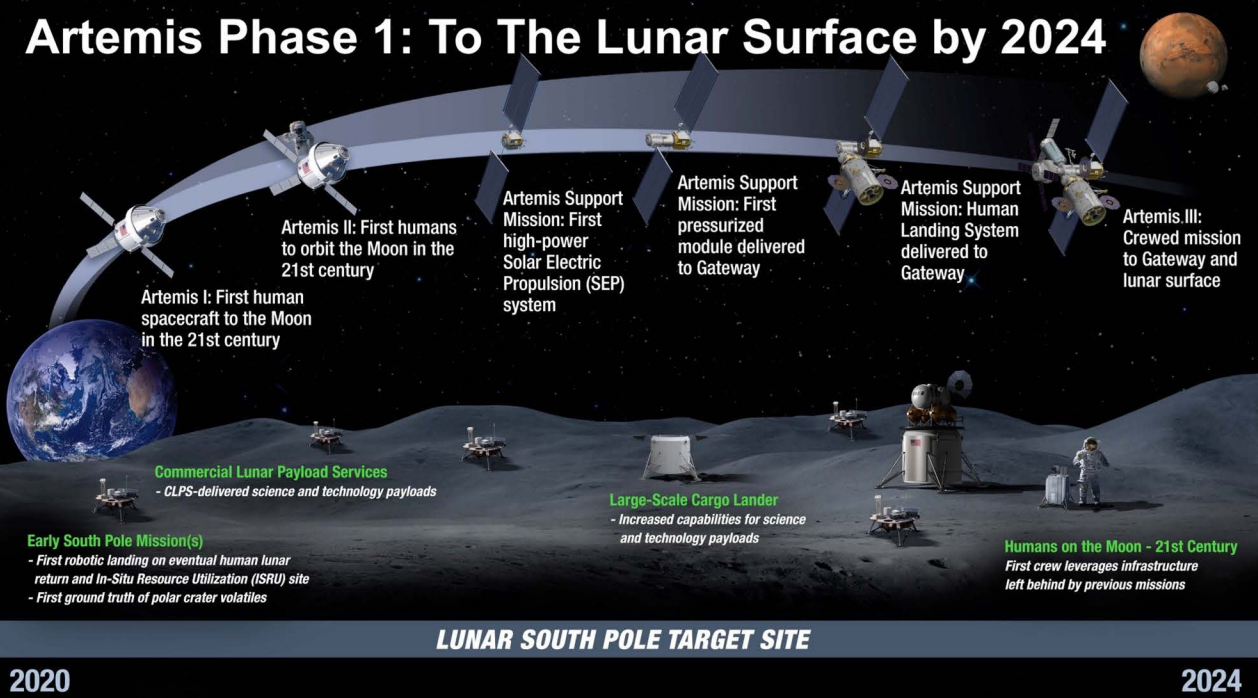 Artemis Phase 1: To The Lunar Surface by 2024
Artemis I: First human
spacecraft to the Moon
in the 21st century
Artemis II: First humans
to orbit the Moon in the
21st century
Artemis Support
Mission: First
high-power
Solar Electric
Propulsion (SEP)
system
Artemis Support
Mission: First
pressurized
module delivered
to Gateway
Artemis Support
Mission: Human
Landing System
delivered to
Gateway
Artemis III:
Crewed mission
to Gateway and
lunar surface
Commercial Lunar Payload Services
- CLPS-delivered science and technology payloads
Early South Pole Mission(s)
- First robotic landing on eventual human lunar
return and In-Situ Resource Utilization (ISRU) site
- First ground truth of polar crater volatiles
Large-Scale Cargo Lander
- Increased capabilities for science
and technology payloads
Humans on the Moon - 21st Century
First crew leverages infrastructure
left behind by previous missions
LUNAR SOUTH POLE TARGET SITE
2020
2024